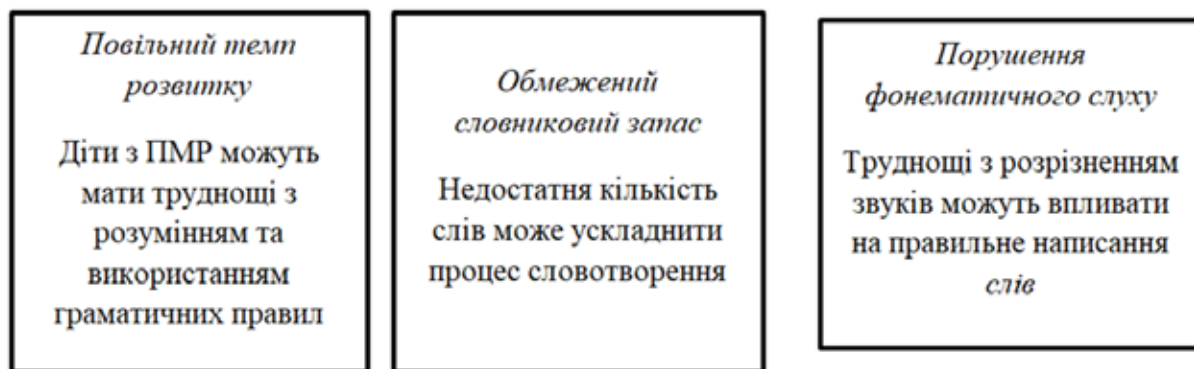 Повільний темп
розвитку
Діти з ПМР можуть
мати труднощі з
розумінням та
використанням
граматичних правил
Обмежений
словниковий запас
Недостатня кількість
слів може ускладнити
процес словотворення
Порушення
фонематичного слуху
Труднощі з розрізненням
звуків можуть впливати
на правильне написання
слів